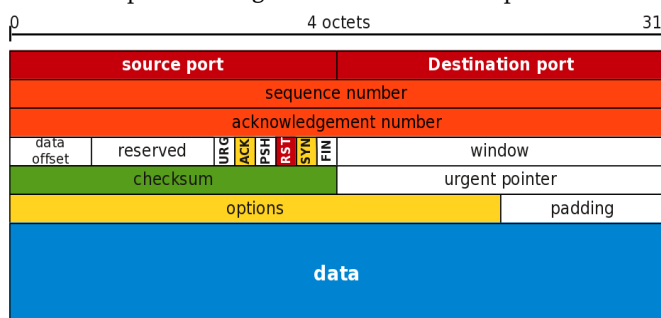 0 4 octets 31
source port Destination port
sequence number
acknowledgement number
data offset reserved URG ACK PSH RST SYN FIN window
checksum urgent pointer
options padding
data